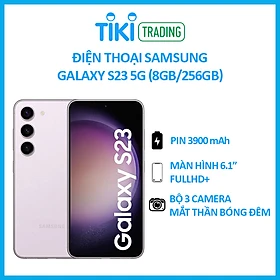 TIKI TRADING
ĐIỆN THOẠI SAMSUNG
GALAXY S23 5G (8GB/256GB)
Galaxy S23
SAMSUNG
PIN 3900 mAh
MÀN HÌNH 6.1”
FULLHD+
BỘ 3 CAMERA
MẮT THẦN BÓNG ĐÊM